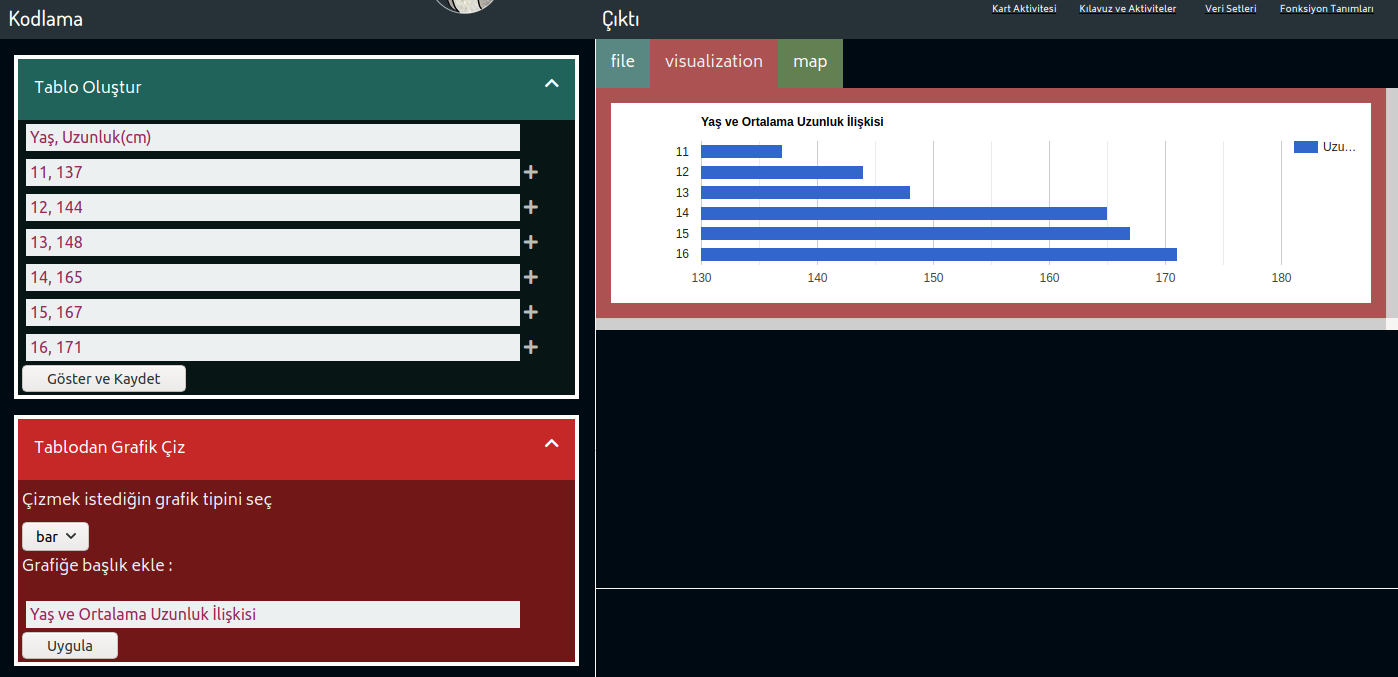 Kodlama
Çıktı
Kart Aktivitesi
Kılavuz ve Aktiviteler
Veri Setleri
Fonksiyon Tanımları
Tablo Oluştur
Yaş, Uzunluk(cm)
11, 137
12, 144
13, 148
14, 165
15, 167
16, 171
Göster ve Kaydet
Tablodan Grafik Çiz
Çizmek istediğin grafik tipini seç
bar
Grafiğe başlık ekle :
Yaş ve Ortalama Uzunluk İlişkisi
Uygula
file
visualization
map
Yaş ve Ortalama Uzunluk İlişkisi
11
12
13
14
15
16
130 140 150 160 170 180
Uzu…